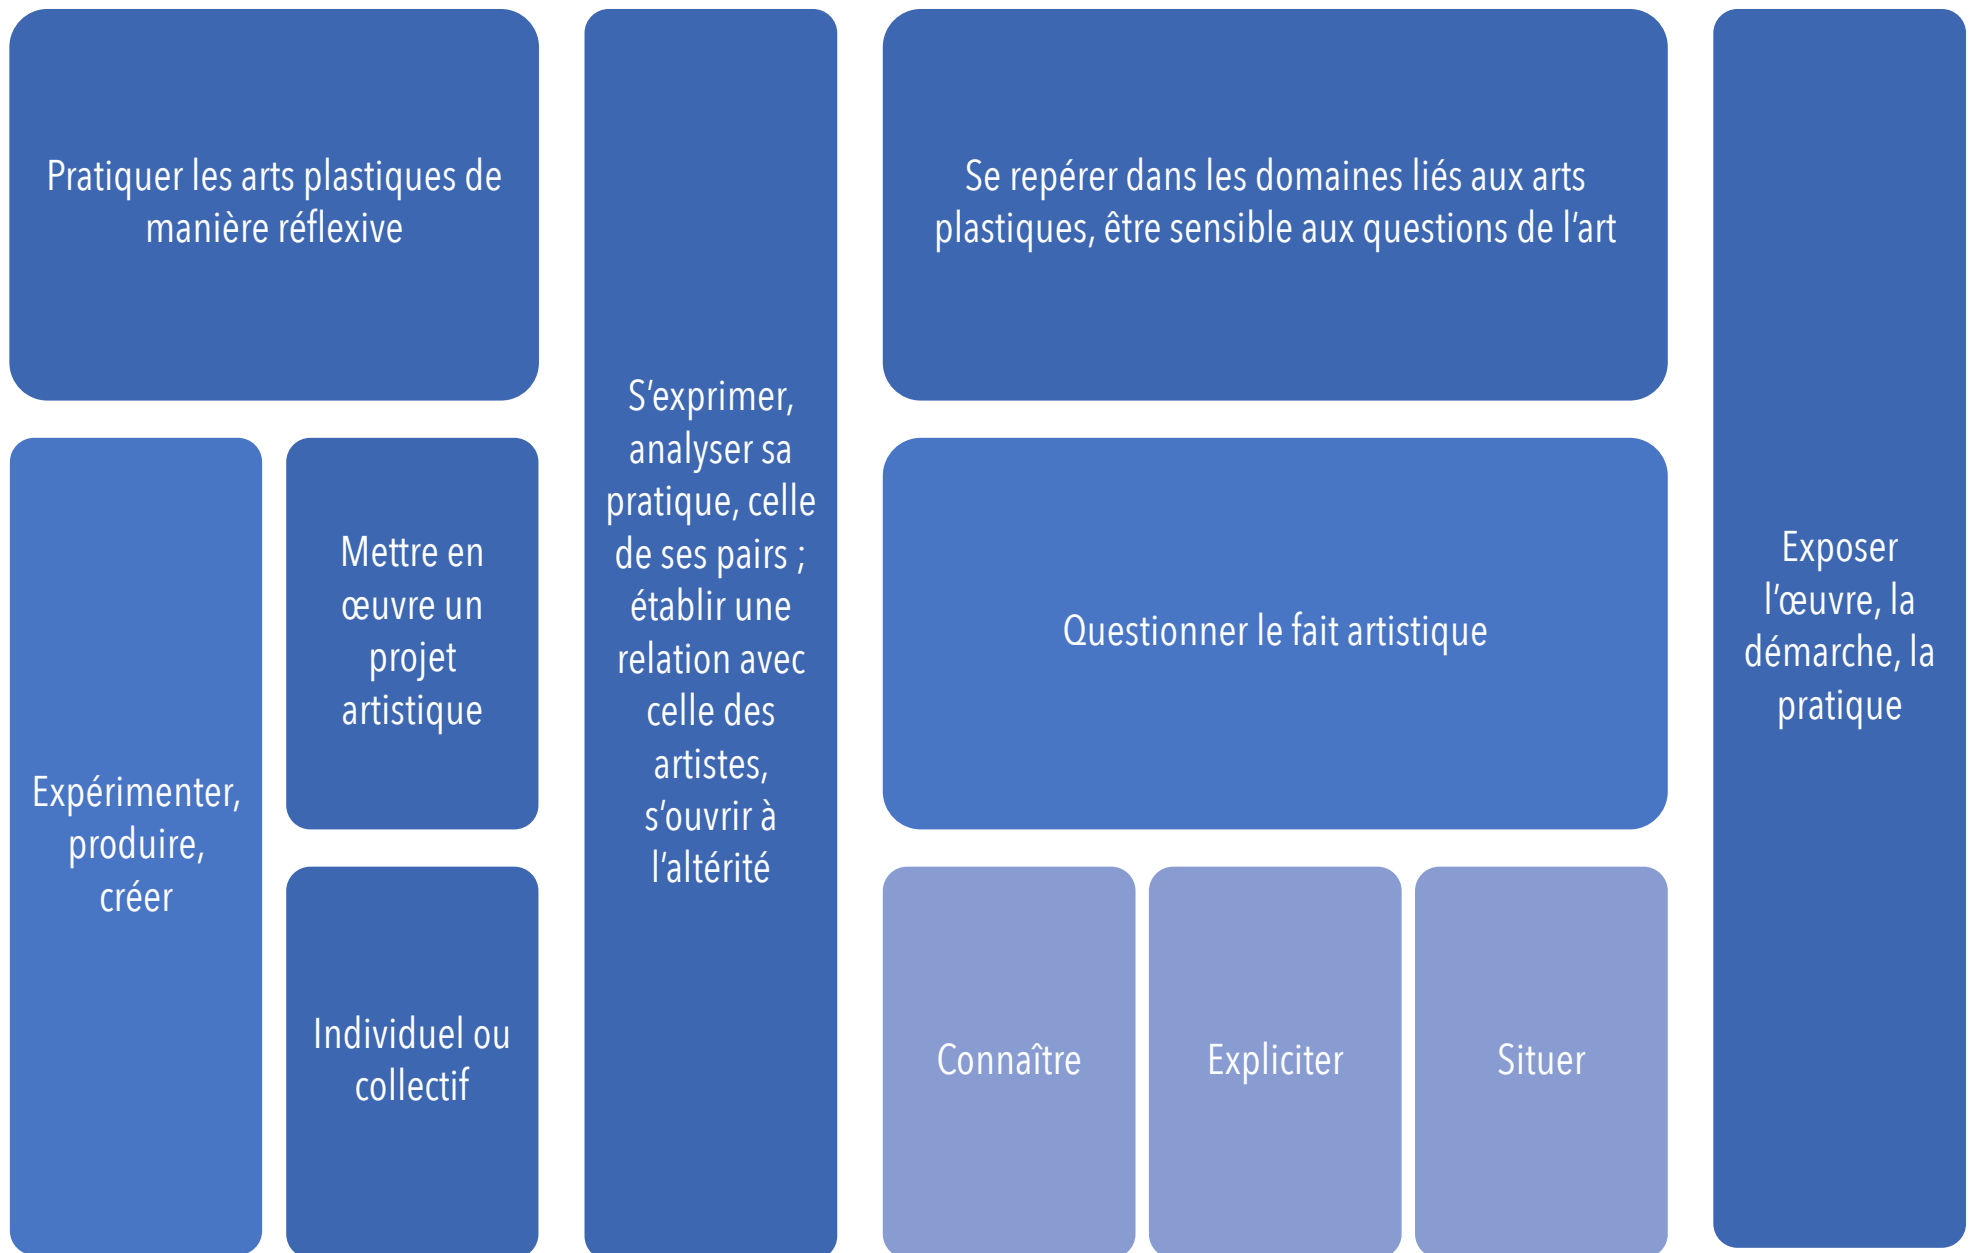 Pratiquer les arts plastiques de
manière réflexive
Expérimenter,
produire,
créer
Mettre en
œuvre un
projet
artistique
Individuel ou
collectif
S’exprimer,
analyser sa
pratique, celle
de ses pairs ;
établir une
relation avec
celle des
artistes,
s’ouvrir à
l’altérité
Se repérer dans les domaines liés aux arts
plastiques, être sensible aux questions de l’art
Questionner le fait artistique
Connaître
Expliciter
Situer
Exposer
l’œuvre, la
démarche, la
pratique